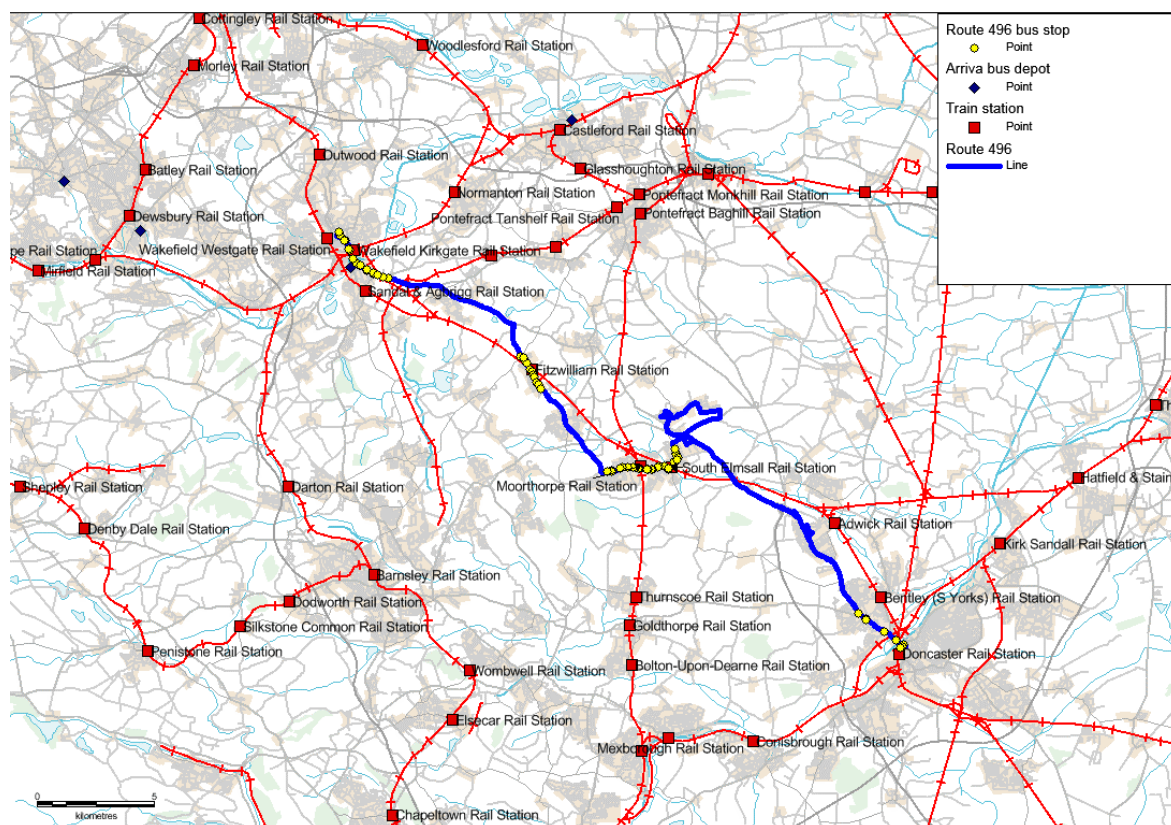 Cottingley Rail Station
Woodlesford Rail Station
Morley Rail Station
Castleford Rail Station
Outwood Rail Station
Batley Rail Station
Glasshoughton Rail Station
Normanton Rail Station
Pontefract Monkhill Rail Station
Pontefract Tanshelf Rail Station
Pontefract Baghill Rail Station
Dewsbury Rail Station
Wakefield Westgate Rail Station
Wakefield Kirkgate Rail Station
pe Rail Station
Mirfield Rail Station
Sandal & Agbrigg Rail Station
Fitzwilliam Rail Station
South Elmsall Rail Station
Moorthorpe Rail Station
Shepley Rail Station
Darton Rail Station
Hatfield & Stain
Denby Dale Rail Station
Adwick Rail Station
Kirk Sandall Rail Station
Barnsley Rail Station
Dodworth Rail Station
Thurnscoe Rail Station
Bentley (S Yorks) Rail Station
Silkstone Common Rail Station
Goldthorpe Rail Station
Penistone Rail Station
Doncaster Rail Station
Bolton-Upon-Dearne Rail Station
Wombwell Rail Station
Elsecar Rail Station
Mexborough Rail Station
Conisbrough Rail Station
Chapeltown Rail Station
Th
Route 496 bus stop
Point
Arriva bus depot
Point
Train station
Point
Route 496
Line
0 5
kilometres